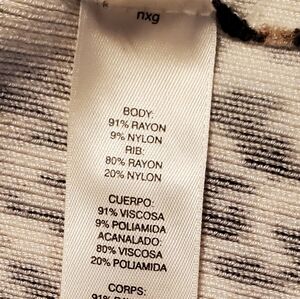 nxg
BODY:
91% RAYON
9% NYLON
RIB:
80% RAYON
20% NYLON
CUERPO:
91% VISCOSA
9% POLIAMIDA
ACANALADO:
80% VISCOSA
20% POLIAMIDA
CORPS:
91%